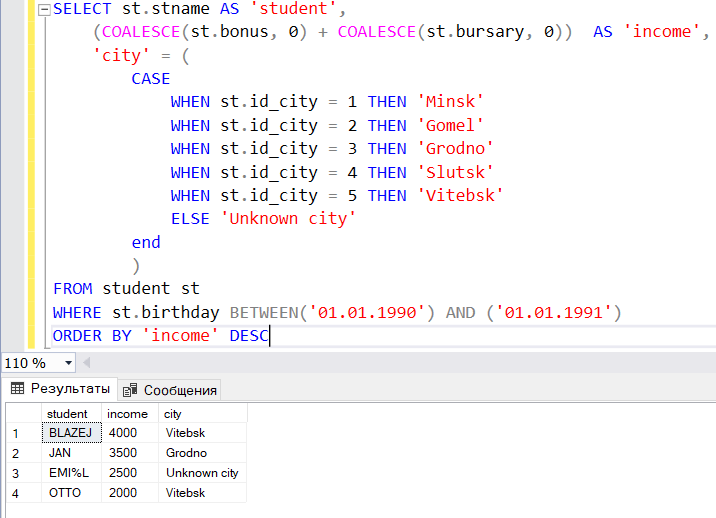 SELECT st.stname AS 'student',
(COALESCE(st.bonus, 0) + COALESCE(st.bursary, 0))  AS 'income',
'city' = (
CASE
WHEN st.id_city = 1 THEN 'Minsk'
WHEN st.id_city = 2 THEN 'Gomel'
WHEN st.id_city = 3 THEN 'Grodno'
WHEN st.id_city = 4 THEN 'Slutsk'
WHEN st.id_city = 5 THEN 'Vitebsk'
ELSE 'Unknown city'
end
)
FROM student st
WHERE st.birthday BETWEEN('01.01.1990') AND ('01.01.1991')
ORDER BY 'income' DESC
110 %
Результаты Сообщения
student income city
1 BLAZEJ 4000 Vitebsk
2 JAN 3500 Grodno
3 EMI%L 2500 Unknown city
4 OTTO 2000 Vitebsk